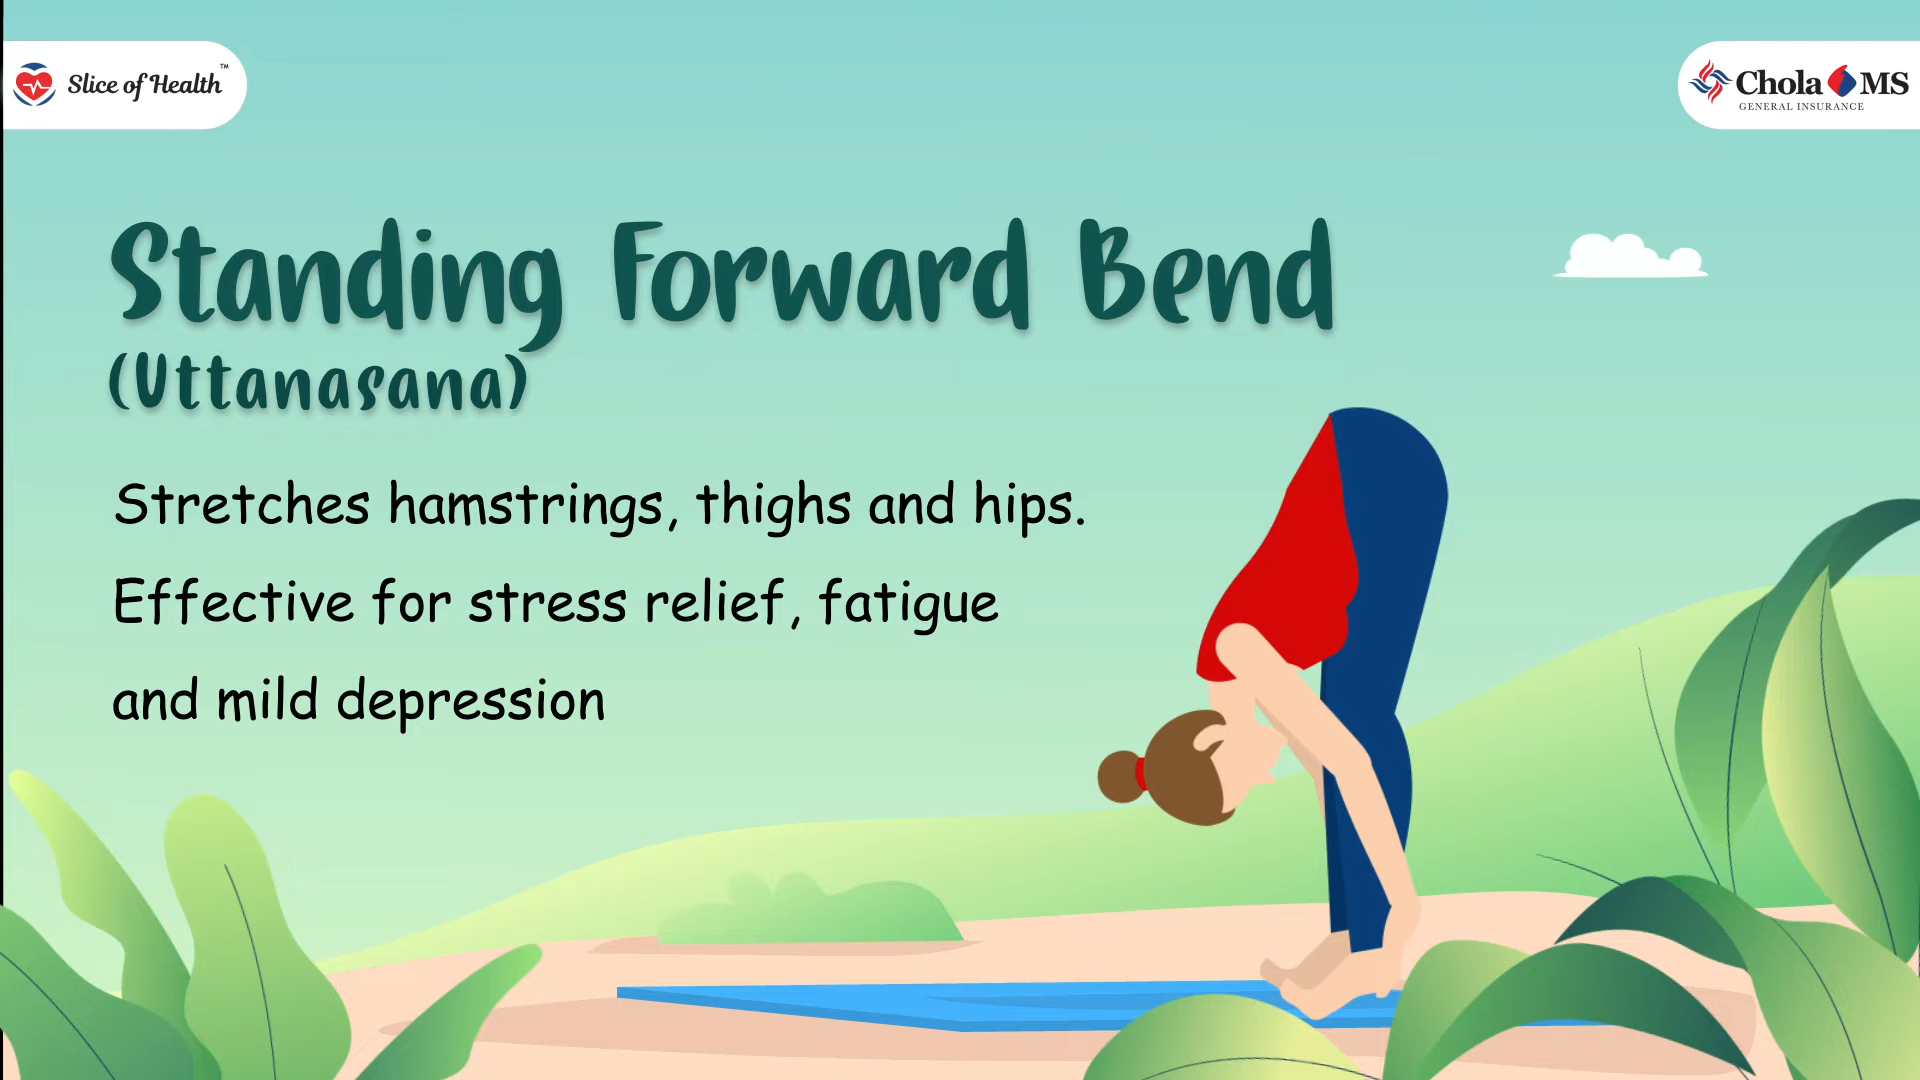 Slice of Health™
Chola MS
GENERAL INSURANCE
Standing Forward Bend
(Uttanasana)
Stretches hamstrings, thighs and hips.
Effective for stress relief, fatigue
and mild depression